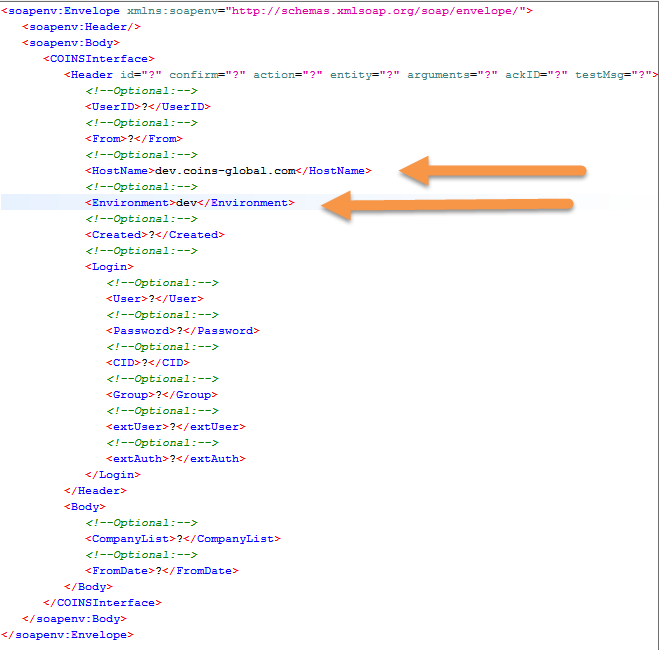 <soapenv:Envelope xmlns:soapenv="http://schemas.xmlsoap.org/soap/envelope/">
<soapenv:Header/>
<soapenv:Body>
<COINSInterface>
<Header id="?" confirm="?" action="?" entity="?" arguments="?" ackID="?" testMsg="?">
<!--Optional:-->
<UserID>?</UserID>
<!--Optional:-->
<From>?</From>
<!--Optional:-->
<HostName>dev.coins-global.com</HostName>
<!--Optional:-->
<Environment>dev</Environment>
<!--Optional:-->
<Created>?</Created>
<!--Optional:-->
<Login>
<!--Optional:-->
<User>?</User>
<!--Optional:-->
<Password>?</Password>
<!--Optional:-->
<CID>?</CID>
<!--Optional:-->
<Group>?</Group>
<!--Optional:-->
<extUser>?</extUser>
<!--Optional:-->
<extAuth>?</extAuth>
</Login>
</Header>
<Body>
<!--Optional:-->
<CompanyList>?</CompanyList>
<!--Optional:-->
<FromDate>?</FromDate>
</Body>
</COINSInterface>
</soapenv:Body>
</soapenv:Envelope>